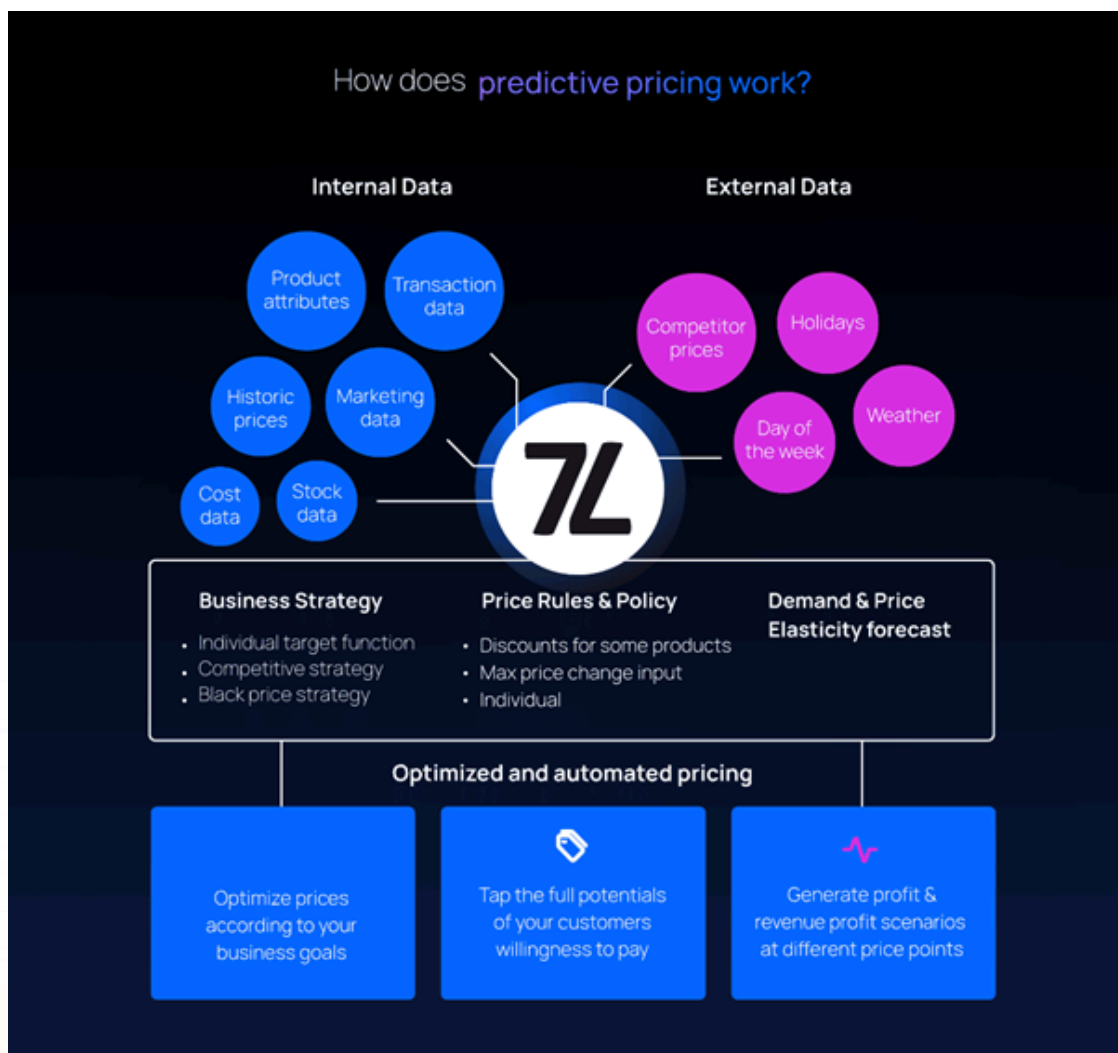 How does predictive pricing work?
Internal Data
External Data
Product
attributes
Transaction
data
Historic
prices
Marketing
data
Cost
data
Stock
data
Competitor
prices
Holidays
Day of
the week
Weather
7L
Business Strategy
• Individual target function
• Competitive strategy
• Black price strategy
Price Rules & Policy
• Discounts for some products
• Max price change input
• Individual
Demand & Price
Elasticity forecast
Optimized and automated pricing
Optimize prices
according to your
business goals
Tap the full potentials
of your customers
willingness to pay
Generate profit &
revenue profit scenarios
at different price points